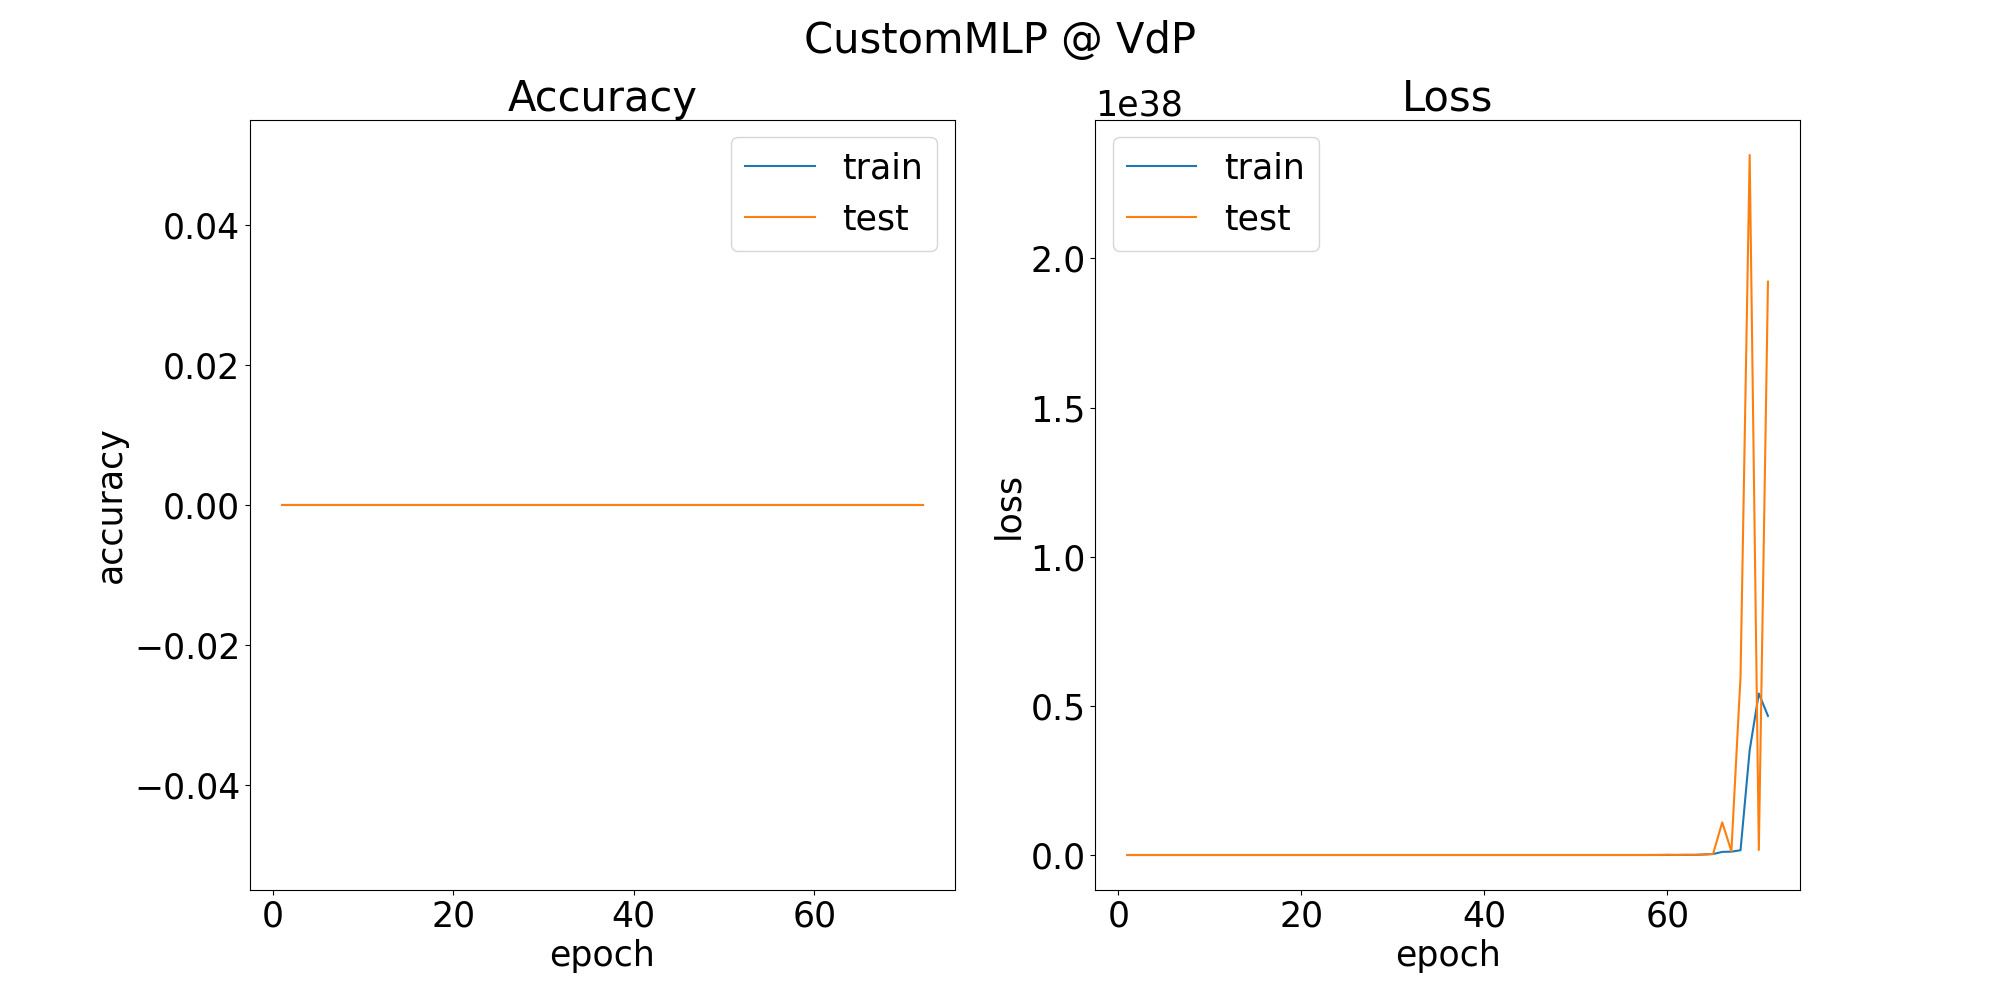 CustomMLP @ VdP
Accuracy
train
test
0.04
0.02
0.00
−0.02
−0.04
accuracy
0
20
40
60
epoch
1e38
Loss
train
test
2.0
1.5
1.0
0.5
0.0
loss
0
20
40
60
epoch